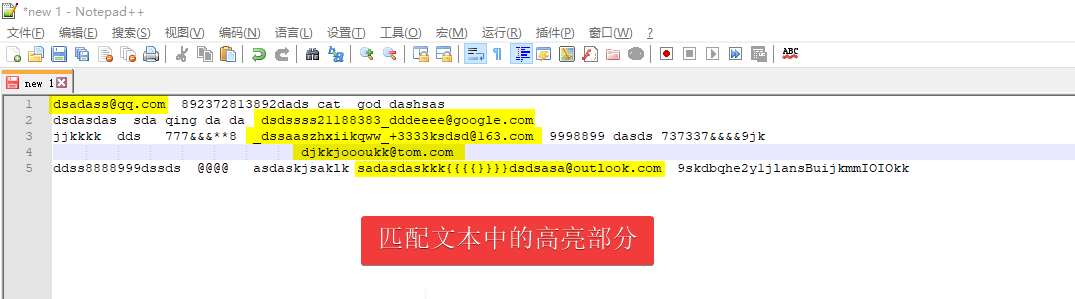 *new 1 - Notepad++
文件(F) 编辑(E) 搜索(S) 视图(V) 编码(N) 语言(L) 设置(T) 工具(O) 宏(M) 运行(R) 插件(P) 窗口(W) ?
new 1
1 dsadass@qq.com 892372813892dads cat god dashsas
2 dsdasdas sda qing da da dsdssss21188383_dddeeee@google.com
3 jjkkkk dds 777&&&**8 _dssaaszhxiikqww_+3333ksdsd@163.com 9998899 dasds 737337&&&&9jk
4 djkkjoooukk@tom.com
5 ddss8888999dssds @@@@ asdaskjsaklk sadasdaskkk{{{{}}}}dsdsasa@outlook.com 9skdbqhe2yljlansBuijkmmIOIOkk
匹配文本中的高亮部分